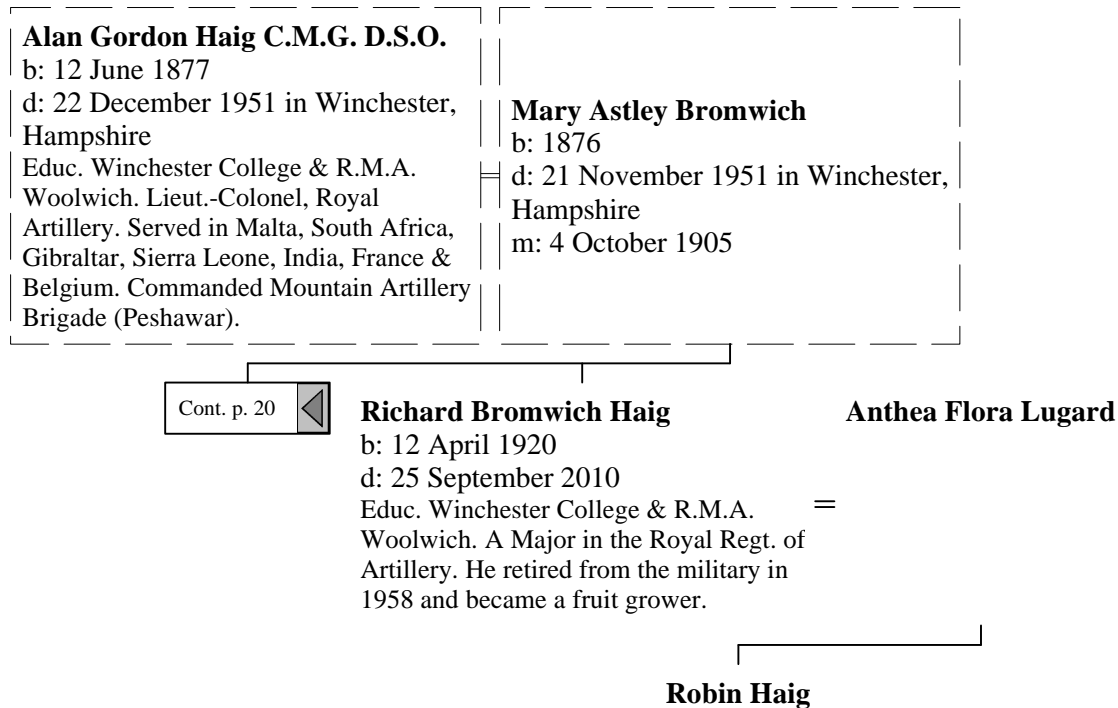 Alan Gordon Haig C.M.G. D.S.O.
b: 12 June 1877
d: 22 December 1951 in Winchester,
Hampshire
Educ. Winchester College & R.M.A.
Woolwich. Lieut.-Colonel, Royal
Artillery. Served in Malta, South Africa,
Gibraltar, Sierra Leone, India, France &
Belgium. Commanded Mountain Artillery
Brigade (Peshawar).
=
Mary Astley Bromwich
b: 1876
d: 21 November 1951 in Winchester,
Hampshire
m: 4 October 1905
Cont. p. 20
Richard Bromwich Haig
b: 12 April 1920
d: 25 September 2010
Educ. Winchester College & R.M.A.
Woolwich. A Major in the Royal Regt. of
Artillery. He retired from the military in
1958 and became a fruit grower.
=
Anthea Flora Lugard
Robin Haig